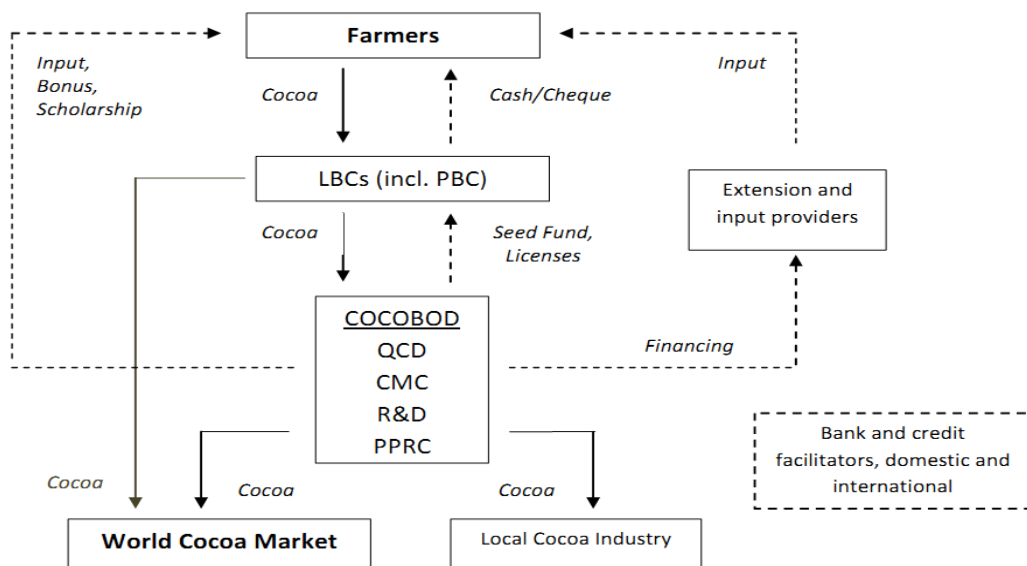 Farmers
Input,
Bonus,
Scholarship
Input
Cocoa
Cash/Cheque
LBCs (incl. PBC)
Extension and
input providers
Cocoa
Seed Fund,
Licenses
COCOBOD
QCD
CMC
R&D
PPRC
Financing
Bank and credit
facilitators, domestic and
international
Cocoa
Cocoa
Cocoa
World Cocoa Market
Local Cocoa Industry